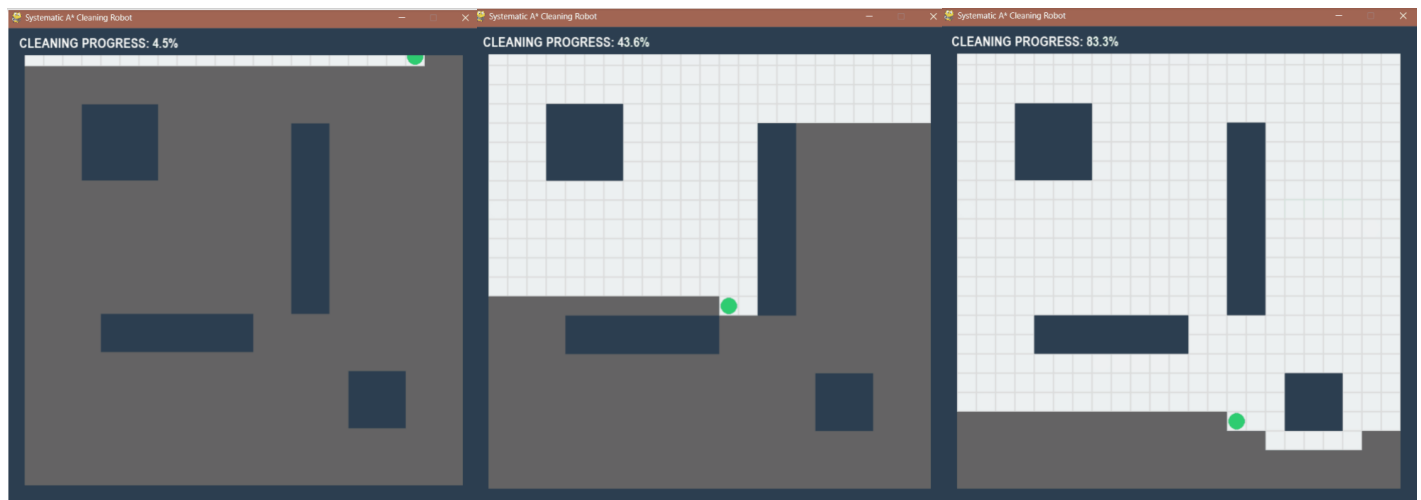 Systematic A* Cleaning Robot
CLEANING PROGRESS: 4.5%
Systematic A* Cleaning Robot
CLEANING PROGRESS: 43.6%
Systematic A* Cleaning Robot
CLEANING PROGRESS: 83.3%